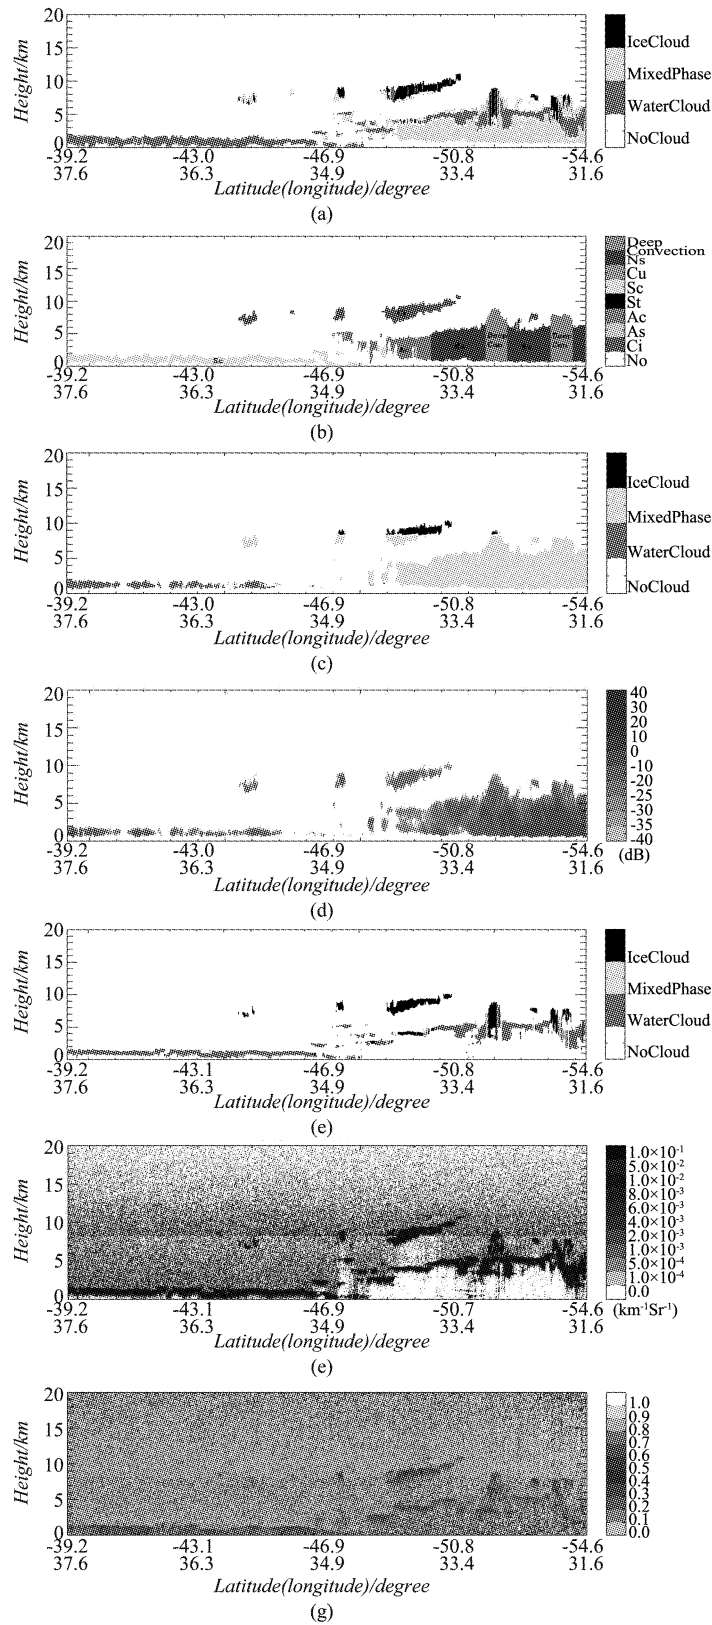 20
15
10
5
0
Height/km
IceCloud
MixedPhase
WaterCloud
NoCloud
-39.2 -43.0 -46.9 -50.8 -54.6
37.6 36.3 34.9 33.4 31.6
Latitude(longitude)/degree
(a)
20
15
10
5
0
Height/km
Deep
Convection
Ns
Cu
Sc
St
Ac
As
Ci
No
Sc
-39.2 -43.0 -46.9 -50.8 -54.6
37.6 36.3 34.9 33.4 31.6
Latitude(longitude)/degree
(b)
20
15
10
5
0
Height/km
IceCloud
MixedPhase
WaterCloud
NoCloud
-39.2 -43.0 -46.9 -50.8 -54.6
37.6 36.3 34.9 33.4 31.6
Latitude(longitude)/degree
(c)
20
15
10
5
0
Height/km
40
30
20
10
0
-10
-20
-25
-30
-35
-40
(dB)
-39.2 -43.0 -46.9 -50.8 -54.6
37.6 36.3 34.9 33.4 31.6
Latitude(longitude)/degree
(d)
20
15
10
5
0
Height/km
IceCloud
MixedPhase
WaterCloud
NoCloud
-39.2 -43.1 -46.9 -50.8 -54.6
37.6 36.3 34.9 33.4 31.6
Latitude(longitude)/degree
(e)
20
15
10
5
0
Height/km
1.0×10⁻¹
5.0×10⁻²
1.0×10⁻²
8.0×10⁻³
6.0×10⁻³
4.0×10⁻³
2.0×10⁻³
1.0×10⁻³
5.0×10⁻⁴
1.0×10⁻⁴
0.0
(km⁻¹Sr⁻¹)
-39.2 -43.1 -46.9 -50.7 -54.6
37.6 36.3 34.9 33.4 31.6
Latitude(longitude)/degree
(e)
20
15
10
5
0
Height/km
1.0
0.9
0.8
0.7
0.6
0.5
0.4
0.3
0.2
0.1
0.0
-39.2 -43.1 -46.9 -50.8 -54.6
37.6 36.3 34.9 33.4 31.6
Latitude(longitude)/degree
(g)